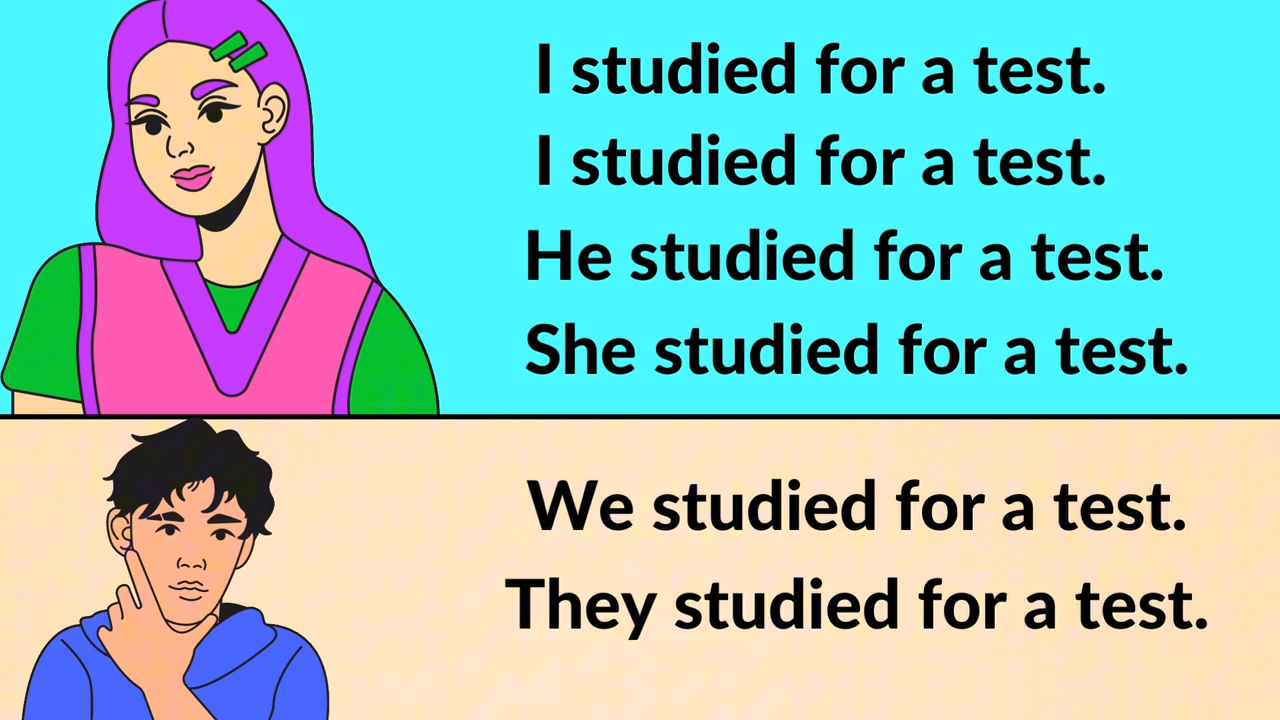 I studied for a test.
I studied for a test.
He studied for a test.
She studied for a test.
We studied for a test.
They studied for a test.